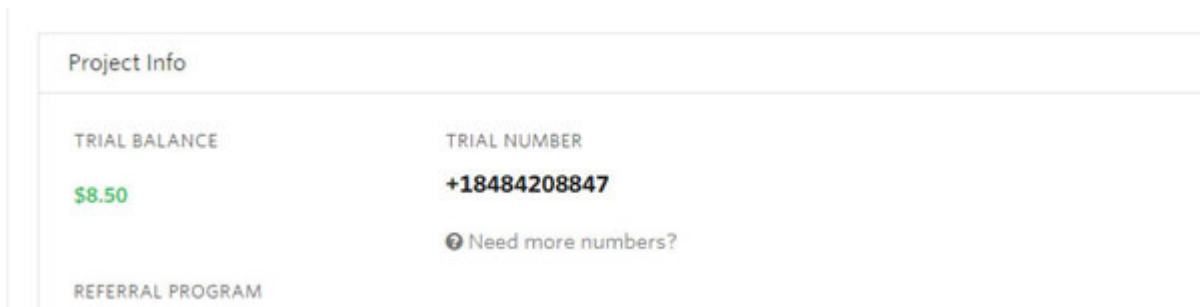 Project Info
TRIAL BALANCE
TRIAL NUMBER
$8.50
+18484208847
Need more numbers?
REFERRAL PROGRAM